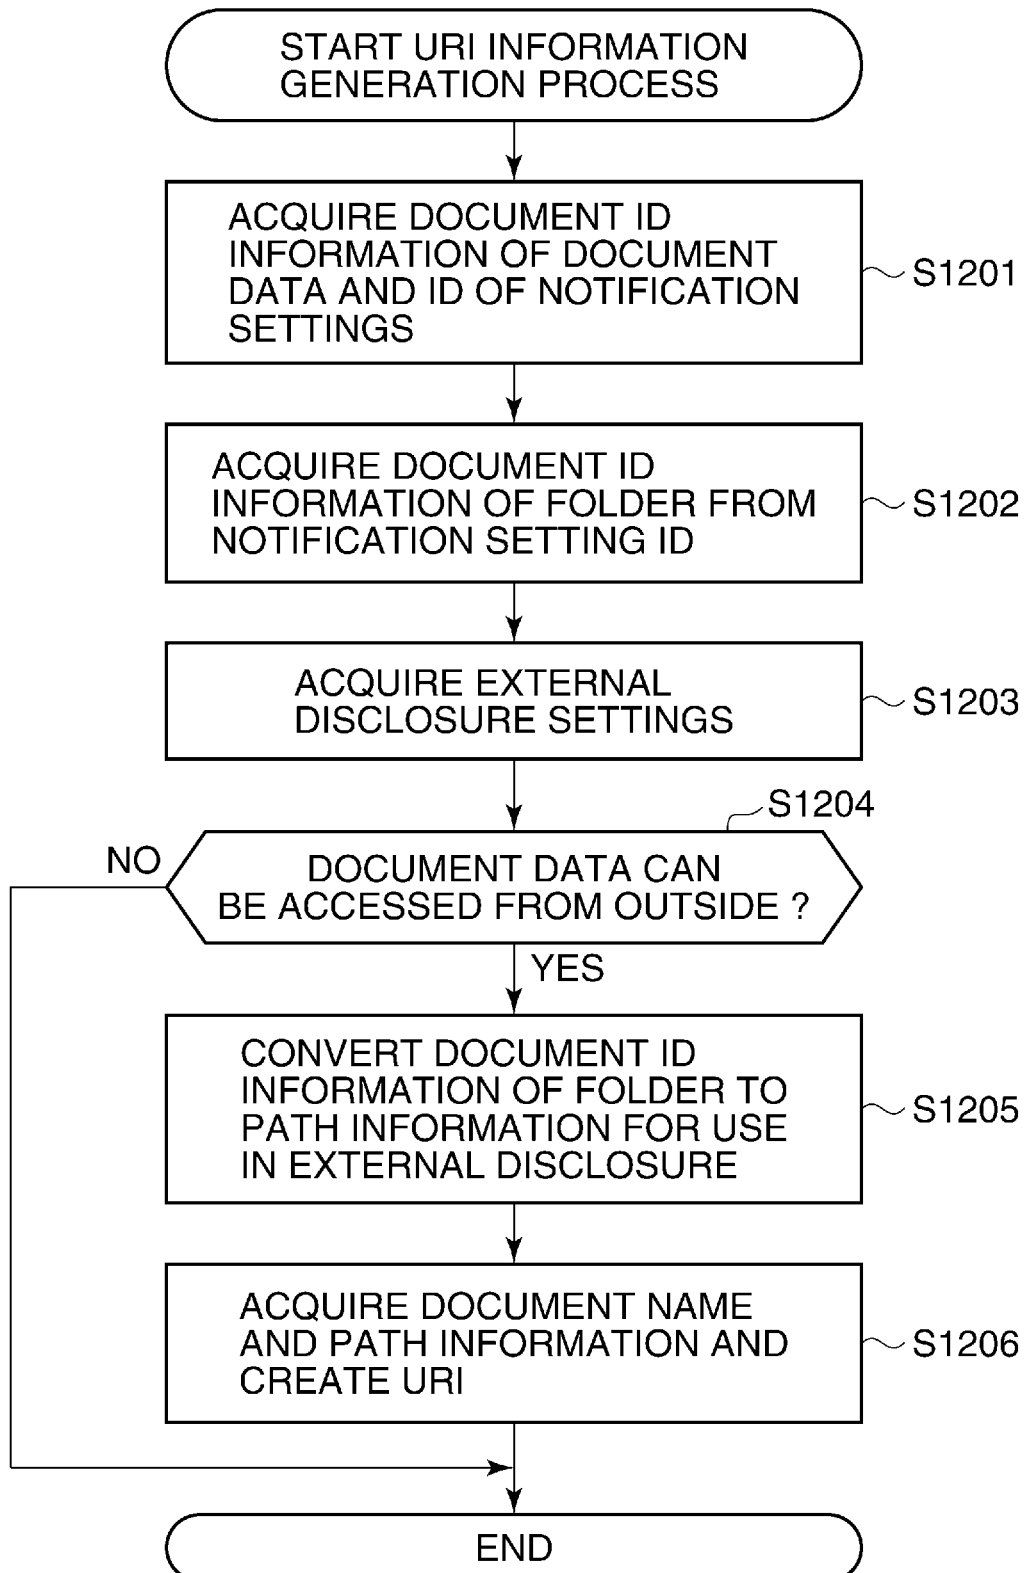 START URI INFORMATION
GENERATION PROCESS
ACQUIRE DOCUMENT ID
INFORMATION OF DOCUMENT
DATA AND ID OF NOTIFICATION
SETTINGS
S1201
ACQUIRE DOCUMENT ID
INFORMATION OF FOLDER FROM
NOTIFICATION SETTING ID
S1202
ACQUIRE EXTERNAL
DISCLOSURE SETTINGS
S1203
S1204
NO
DOCUMENT DATA CAN
BE ACCESSED FROM OUTSIDE ?
YES
CONVERT DOCUMENT ID
INFORMATION OF FOLDER TO
PATH INFORMATION FOR USE
IN EXTERNAL DISCLOSURE
S1205
ACQUIRE DOCUMENT NAME
AND PATH INFORMATION AND
CREATE URI
S1206
END